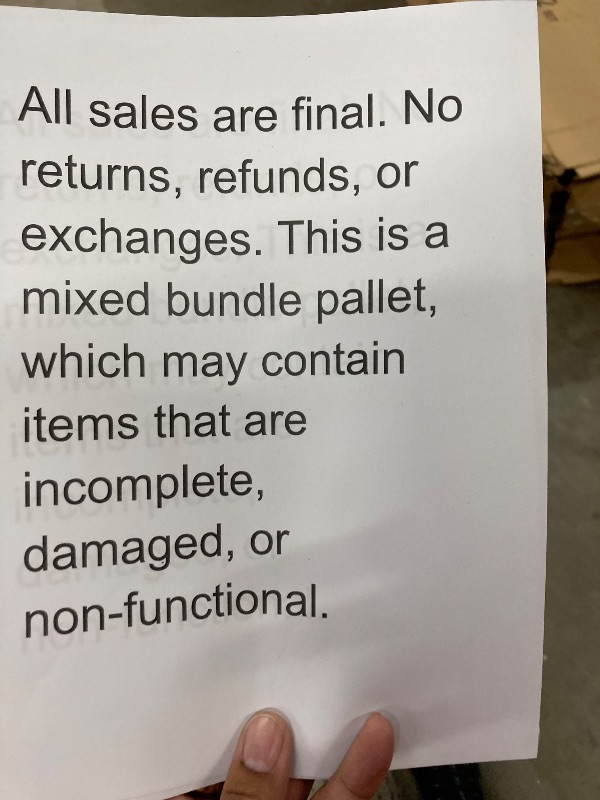 All sales are final. No
returns, refunds, or
exchanges. This is a
mixed bundle pallet,
which may contain
items that are
incomplete,
damaged, or
non-functional.